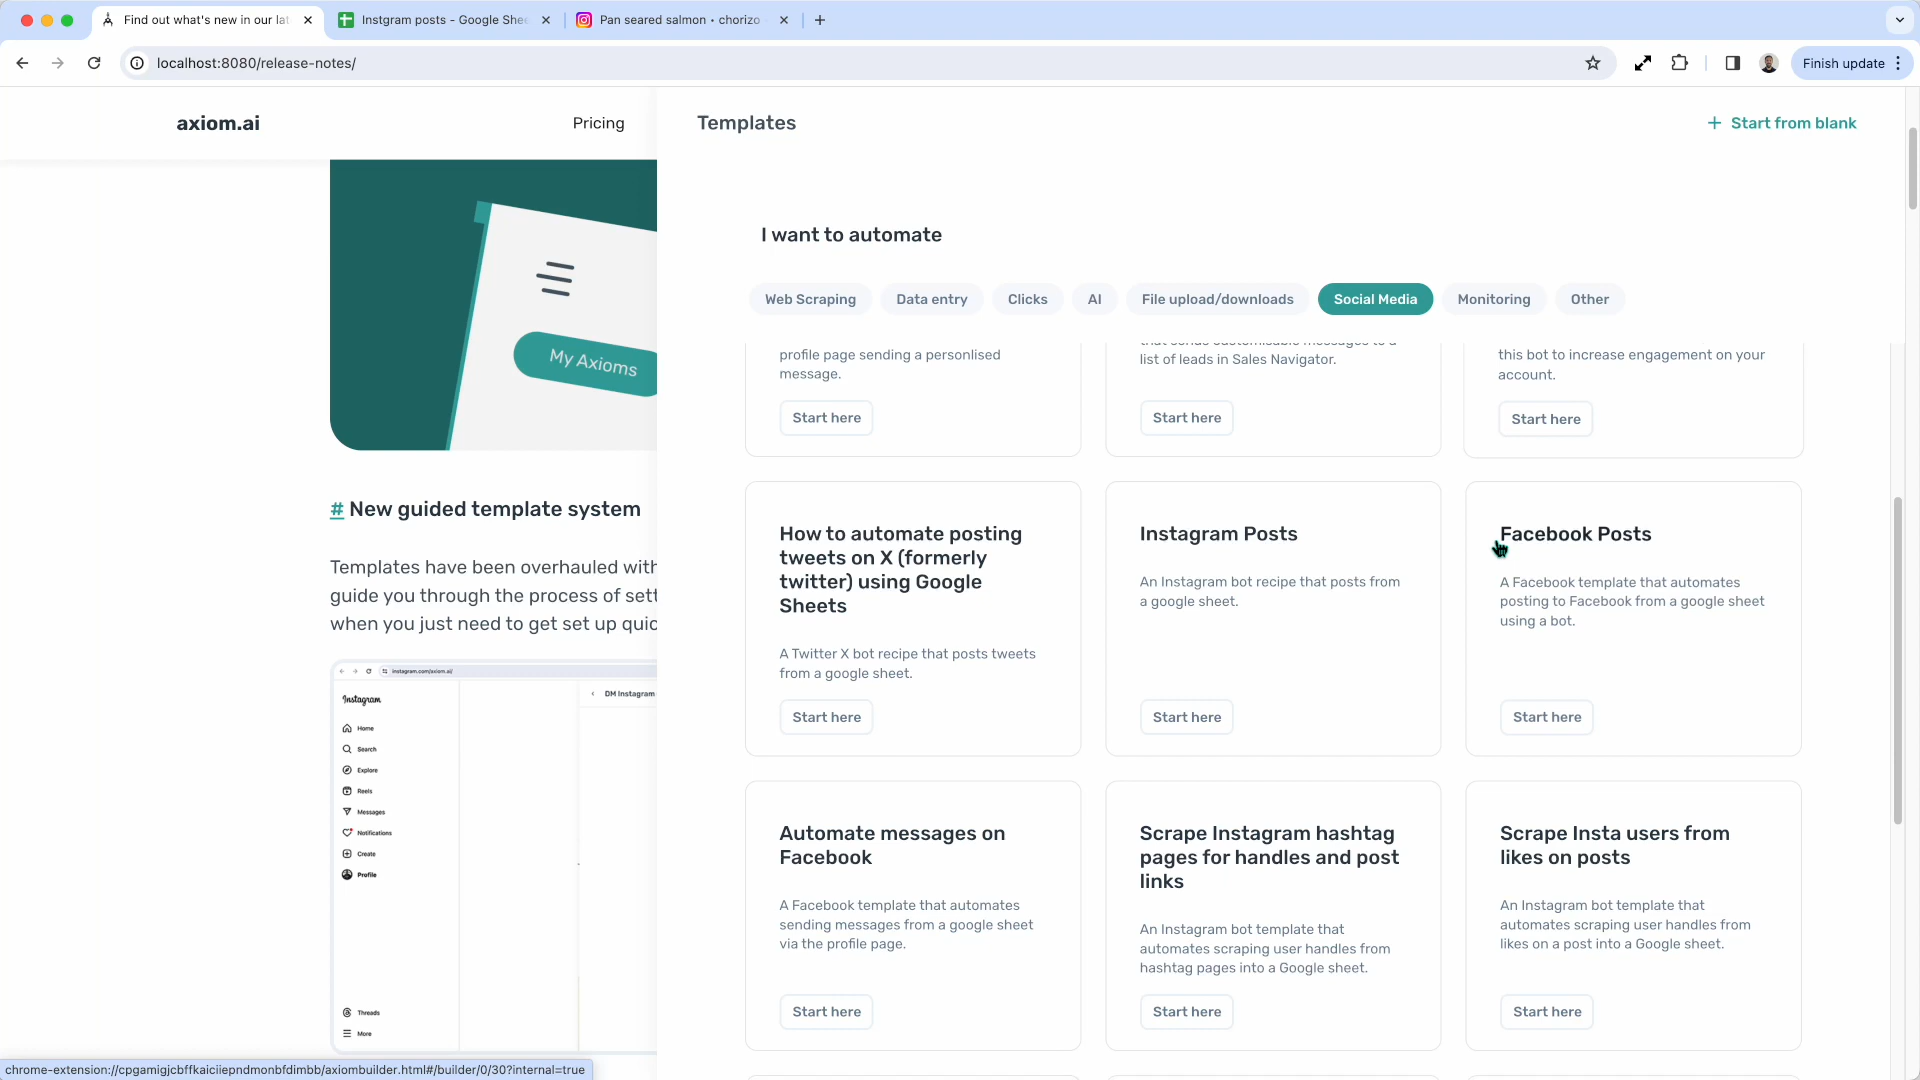 Find out what's new in our lat
Instgram posts - Google She
Pan seared salmon • chorizo
localhost:8080/release-notes/
Finish update
axiom.ai
Pricing
Templates
+ Start from blank
My Axioms
# New guided template system
Templates have been overhauled with
guide you through the process of sett
when you just need to get set up quic
instagram.com/axiom.ai/
Instagram
DM Instagram
Home
Search
Explore
Reels
Messages
Notifications
Create
Profile
Threads
More
I want to automate
Web Scraping
Data entry
Clicks
AI
File upload/downloads
Social Media
Monitoring
Other
profile page sending a personlised
message.
Start here
that sends customisable messages to a
list of leads in Sales Navigator.
Start here
this bot to increase engagement on your
account.
Start here
How to automate posting
tweets on X (formerly
twitter) using Google
Sheets
A Twitter X bot recipe that posts tweets
from a google sheet.
Start here
Instagram Posts
An Instagram bot recipe that posts from
a google sheet.
Start here
Facebook Posts
A Facebook template that automates
posting to Facebook from a google sheet
using a bot.
Start here
Automate messages on
Facebook
A Facebook template that automates
sending messages from a google sheet
via the profile page.
Start here
Scrape Instagram hashtag
pages for handles and post
links
An Instagram bot template that
automates scraping user handles from
hashtag pages into a Google sheet.
Start here
Scrape Insta users from
likes on posts
An Instagram bot template that
automates scraping user handles from
likes on a post into a Google sheet.
Start here
chrome-extension://cpgamigjcbffkaiciiepndmonbfdimbb/axiombuilder.html#/builder/0/30?internal=true